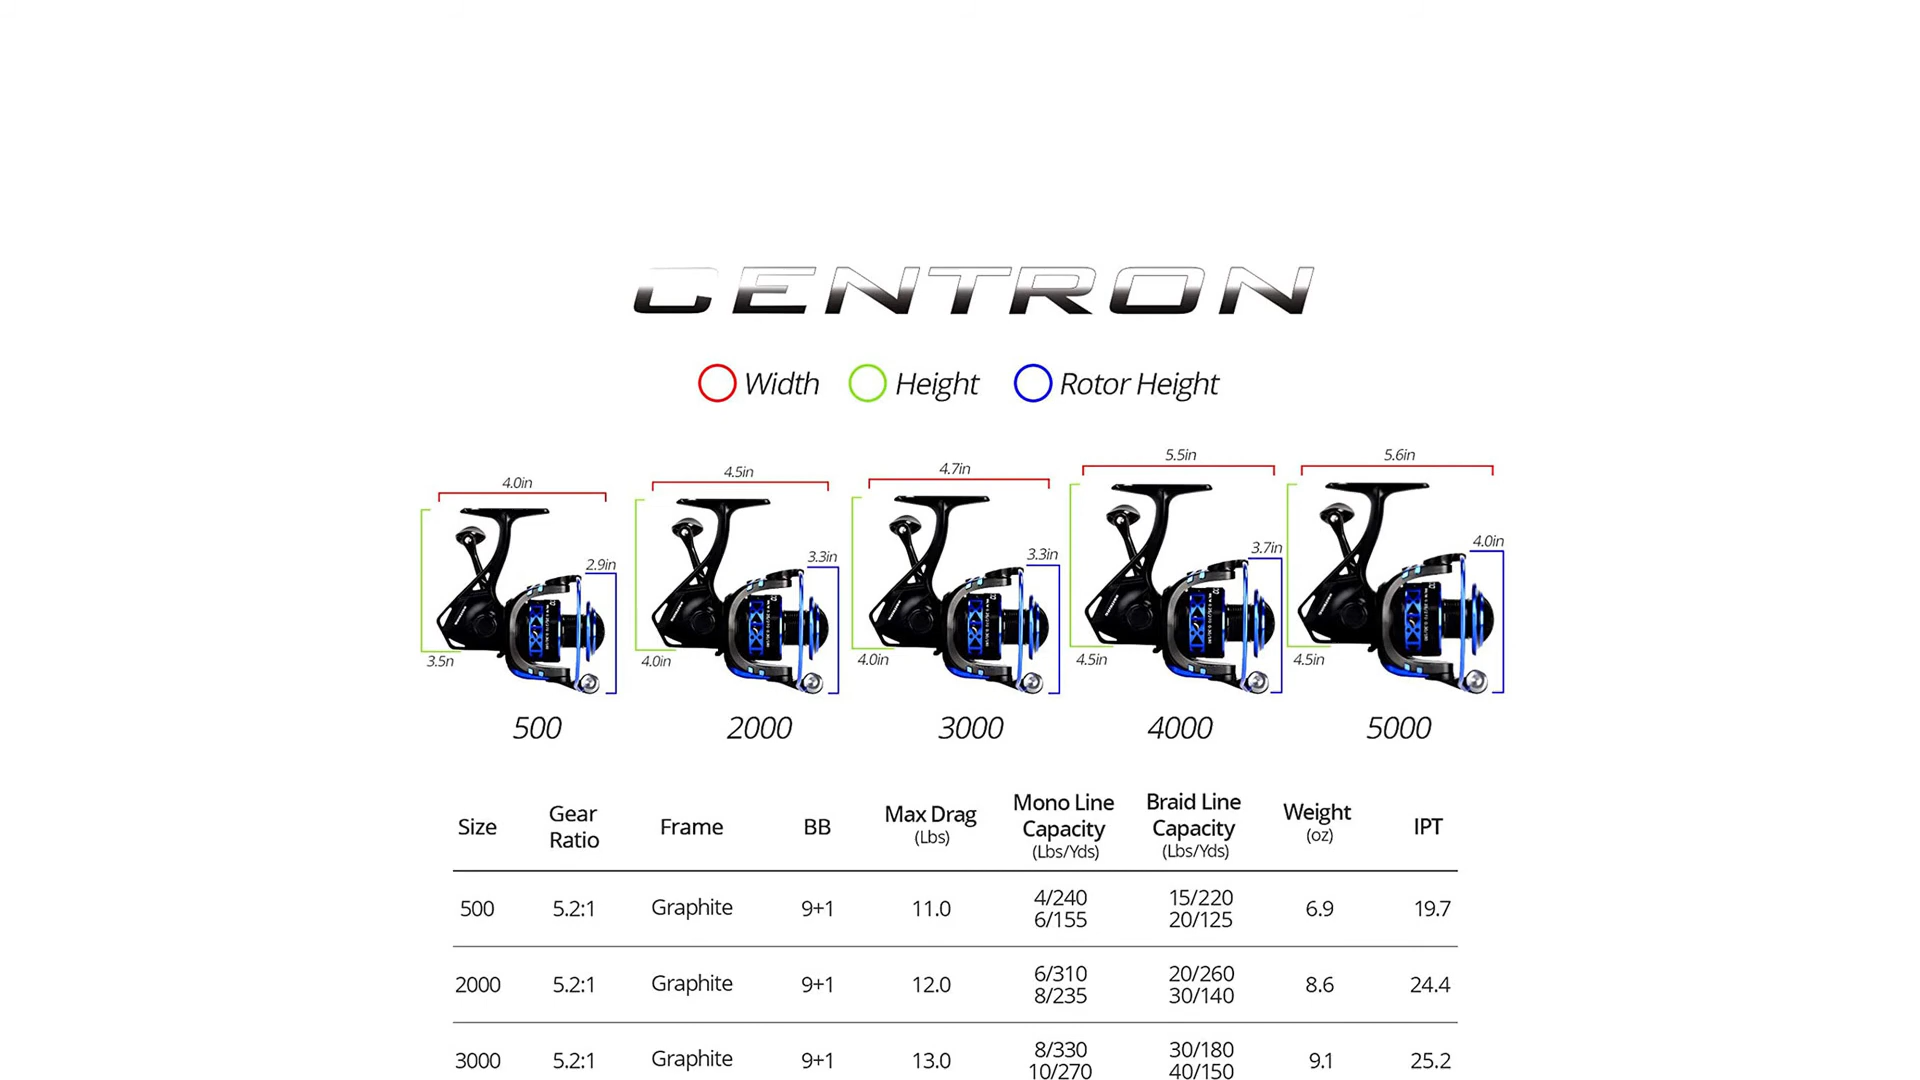 CENTRON
Width Height Rotor Height
4.0in 4.5in 4.7in 5.5in 5.6in
2.9in 3.3in 3.3in 3.7in 4.0in
3.5n 4.0in 4.0in 4.5in 4.5in
500 2000 3000 4000 5000
Size Gear Ratio Frame BB Max Drag (Lbs) Mono Line Capacity (Lbs/Yds) Braid Line Capacity (Lbs/Yds) Weight (oz) IPT
500 5.2:1 Graphite 9+1 11.0 4/240 6/155 15/220 20/125 6.9 19.7
2000 5.2:1 Graphite 9+1 12.0 6/310 8/235 20/260 30/140 8.6 24.4
3000 5.2:1 Graphite 9+1 13.0 8/330 10/270 30/180 40/150 9.1 25.2